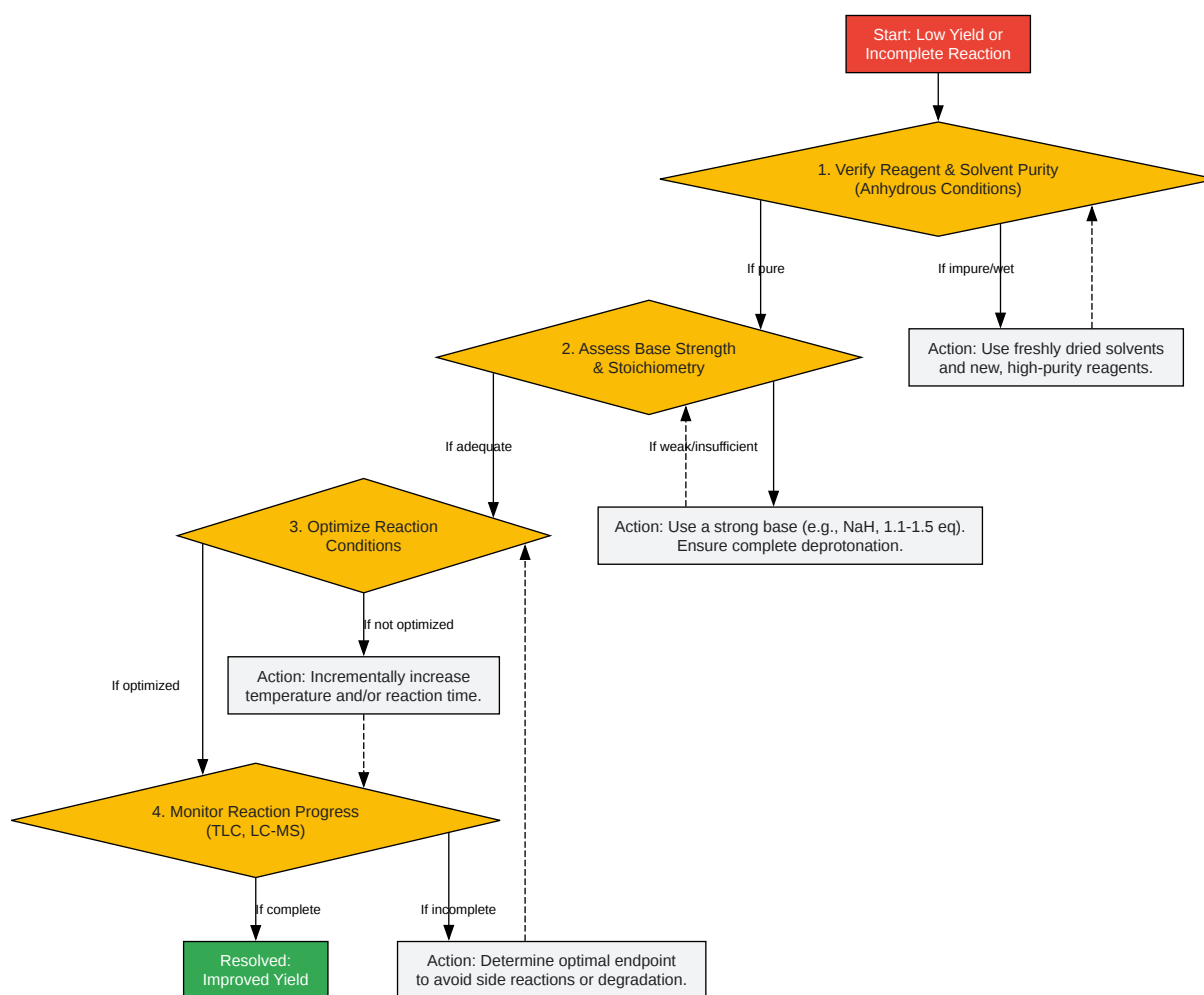 Start: Low Yield or
Incomplete Reaction
1. Verify Reagent & Solvent Purity
(Anhydrous Conditions)
If pure
If impure/wet
2. Assess Base Strength
& Stoichiometry
Action: Use freshly dried solvents
and new, high-purity reagents.
If adequate
If weak/insufficient
3. Optimize Reaction
Conditions
Action: Use a strong base (e.g., NaH, 1.1-1.5 eq).
Ensure complete deprotonation.
If not optimized
If optimized
Action: Incrementally increase
temperature and/or reaction time.
4. Monitor Reaction Progress
(TLC, LC-MS)
If complete
If incomplete
Resolved:
Improved Yield
Action: Determine optimal endpoint
to avoid side reactions or degradation.